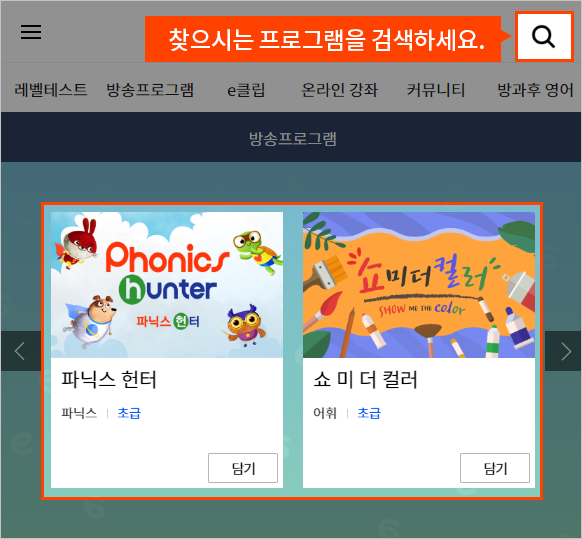 찾으시는 프로그램을 검색하세요.
레벨테스트 방송프로그램 e클립 온라인 강좌 커뮤니티 방과후 영어
방송프로그램
Phonics
hunter
파닉스 헌터
쇼미더컬러
SHOW ME THE COLOR
파닉스 헌터
파닉스 | 초급
담기
쇼 미 더 컬러
어휘 | 초급
담기